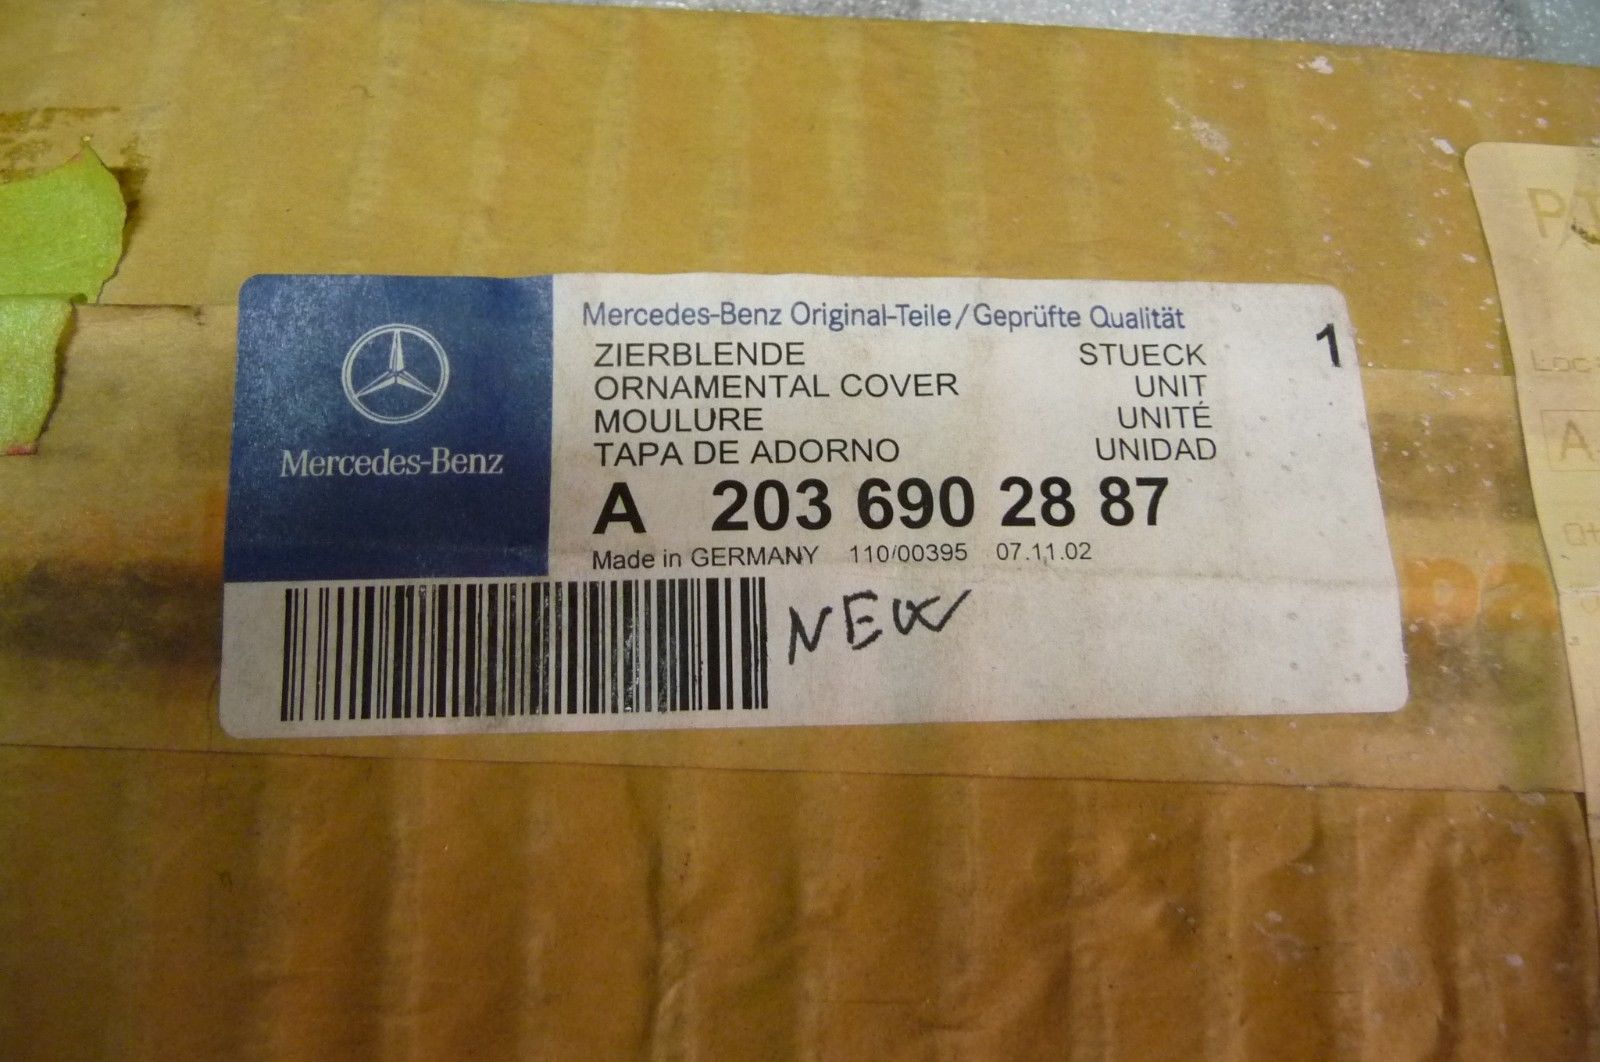 Mercedes-Benz
Mercedes-Benz Original-Teile/Geprüfte Qualität
ZIERBLENDE STUECK 1
ORNAMENTAL COVER UNIT
MOULURE UNITÉ
TAPA DE ADORNO UNIDAD
A 203 690 28 87
Made in GERMANY 110/00395 07.11.02
NEW
Loc
A